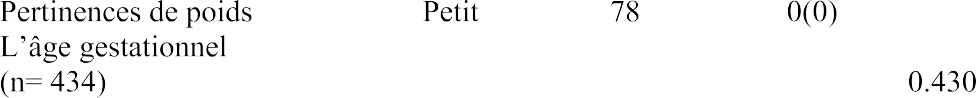 Pertinences de poids Petit 78 0(0)
L’âge gestationnel
(n= 434) 0.430